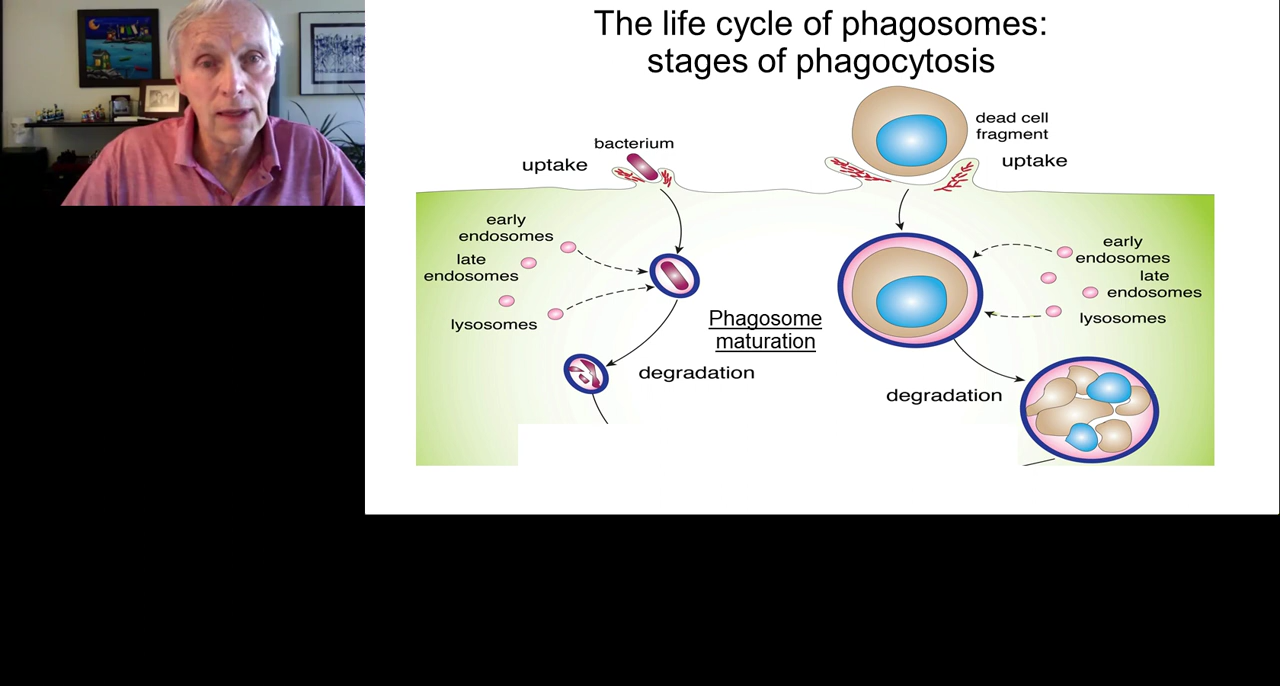 The life cycle of phagosomes:
stages of phagocytosis
bacterium
uptake
dead cell
fragment
uptake
early
endosomes
late
endosomes
lysosomes
Phagosome
maturation
degradation
early
endosomes
late
endosomes
lysosomes
degradation